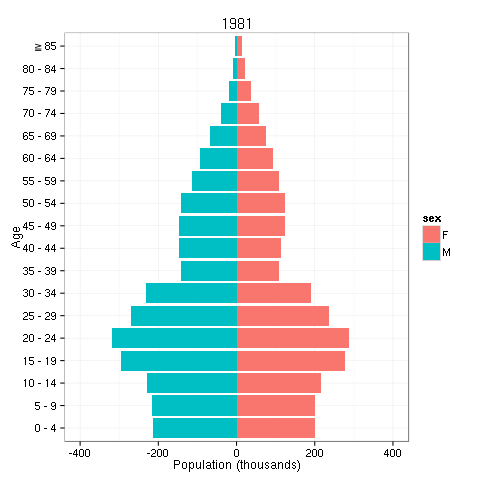 1981
≥ 85
80 - 84
75 - 79
70 - 74
65 - 69
60 - 64
55 - 59
50 - 54
45 - 49
40 - 44
35 - 39
30 - 34
25 - 29
20 - 24
15 - 19
10 - 14
5 - 9
0 - 4
Age
-400 -200 0 200 400
Population (thousands)
sex
F
M